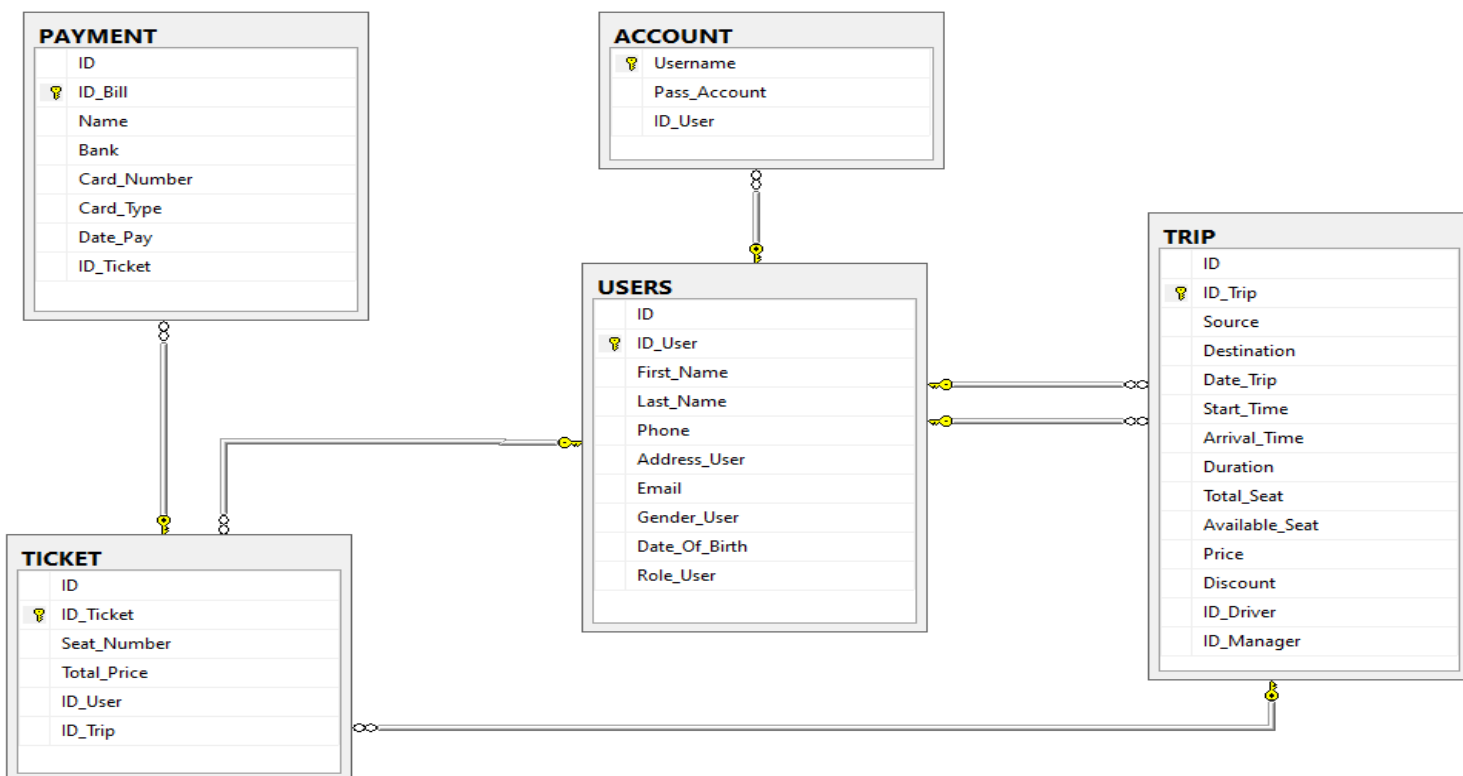 PAYMENT
ID
ID_Bill
Name
Bank
Card_Number
Card_Type
Date_Pay
ID_Ticket
ACCOUNT
Username
Pass_Account
ID_User
USERS
ID
ID_User
First_Name
Last_Name
Phone
Address_User
Email
Gender_User
Date_Of_Birth
Role_User
TRIP
ID
ID_Trip
Source
Destination
Date_Trip
Start_Time
Arrival_Time
Duration
Total_Seat
Available_Seat
Price
Discount
ID_Driver
ID_Manager
TICKET
ID
ID_Ticket
Seat_Number
Total_Price
ID_User
ID_Trip